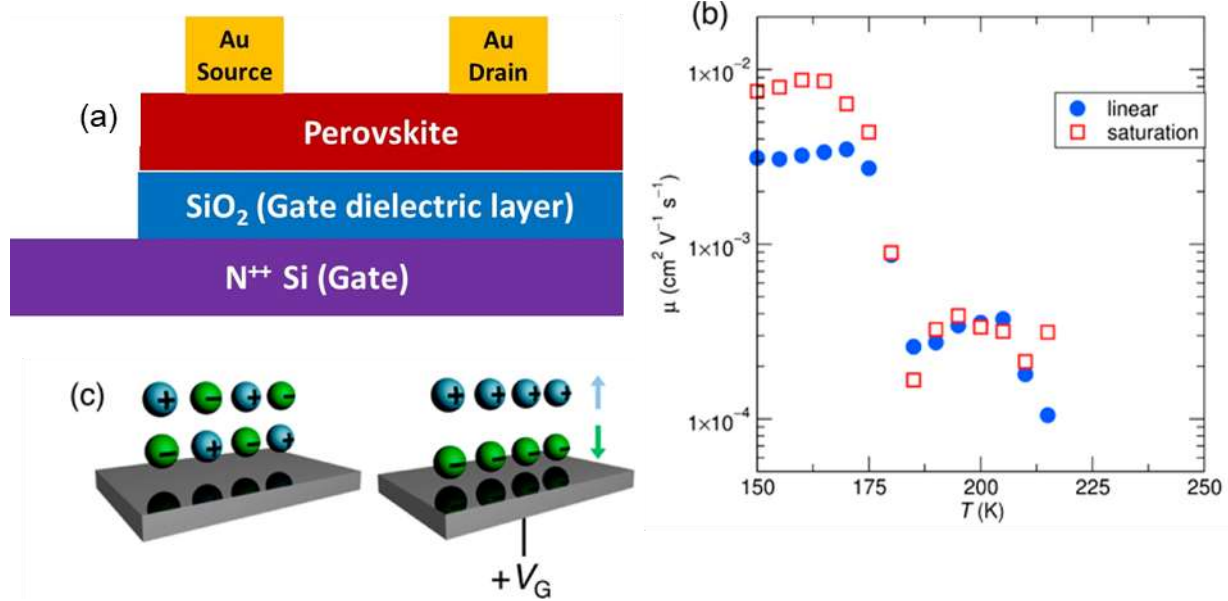 (a)
Au
Source
Au
Drain
Perovskite
SiO₂ (Gate dielectric layer)
N⁺⁺ Si (Gate)
(b)
μ (cm² V⁻¹ s⁻¹)
1×10⁻²
1×10⁻³
1×10⁻⁴
linear
saturation
150
175
200
225
250
T (K)
(c)
+ - + -
- + - +
+ + + +
- - - -
+V_G